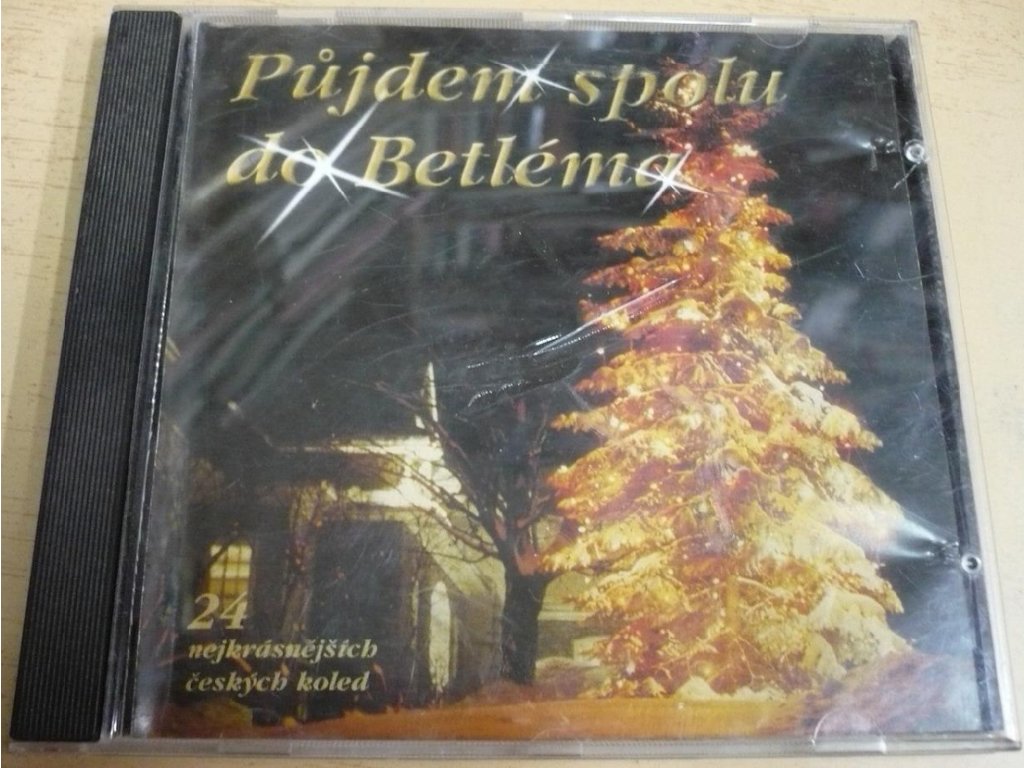 Půjdem spolu
do Betléma
24
nejkrásnějších
českých koled